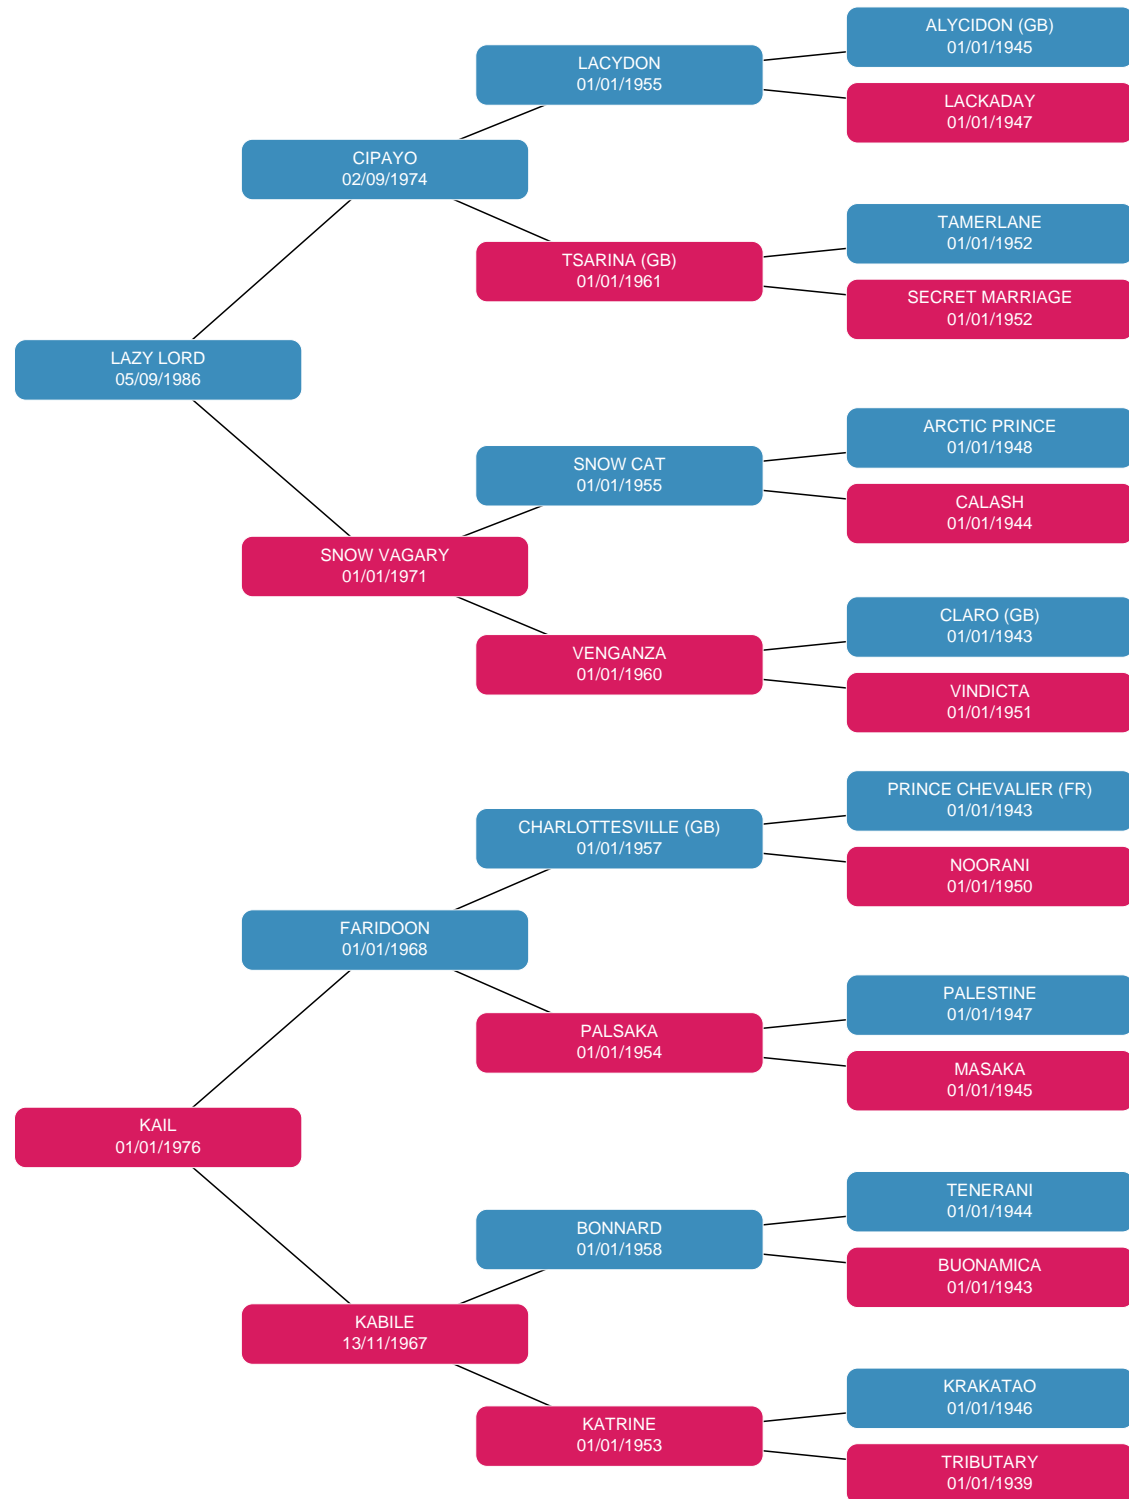 ALYCIDON (GB)
01/01/1945
LACYDON
01/01/1955
LACKADAY
01/01/1947
CIPAYO
02/09/1974
TAMERLANE
01/01/1952
TSARINA (GB)
01/01/1961
SECRET MARRIAGE
01/01/1952
LAZY LORD
05/09/1986
ARCTIC PRINCE
01/01/1948
SNOW CAT
01/01/1955
CALASH
01/01/1944
SNOW VAGARY
01/01/1971
CLARO (GB)
01/01/1943
VENGANZA
01/01/1960
VINDICTA
01/01/1951
PRINCE CHEVALIER (FR)
01/01/1943
CHARLOTTESVILLE (GB)
01/01/1957
NOORANI
01/01/1950
FARIDOON
01/01/1968
PALESTINE
01/01/1947
PALSAKA
01/01/1954
MASAKA
01/01/1945
KAIL
01/01/1976
TENERANI
01/01/1944
BONNARD
01/01/1958
BUONAMICA
01/01/1943
KABILE
13/11/1967
KRAKATAO
01/01/1946
KATRINE
01/01/1953
TRIBUTARY
01/01/1939